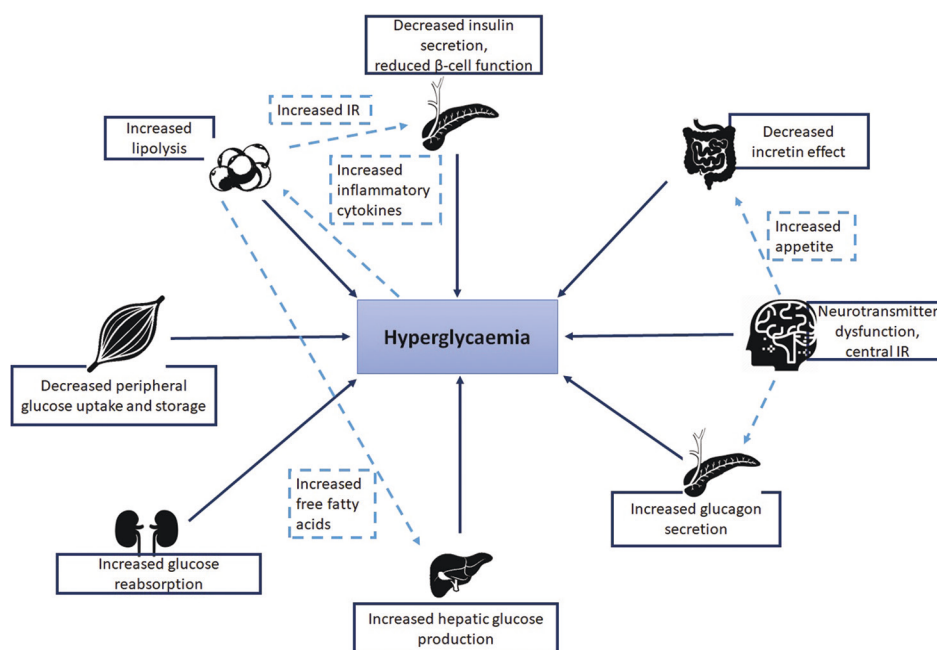 Decreased insulin
secretion,
reduced β-cell function
Increased IR
Increased
lipolysis
Increased
inflammatory
cytokines
Decreased
incretin effect
Increased
appetite
Hyperglycaemia
Neurotransmitter
dysfunction,
central IR
Decreased peripheral
glucose uptake and storage
Increased
free fatty
acids
Increased glucagon
secretion
Increased glucose
reabsorption
Increased hepatic glucose
production